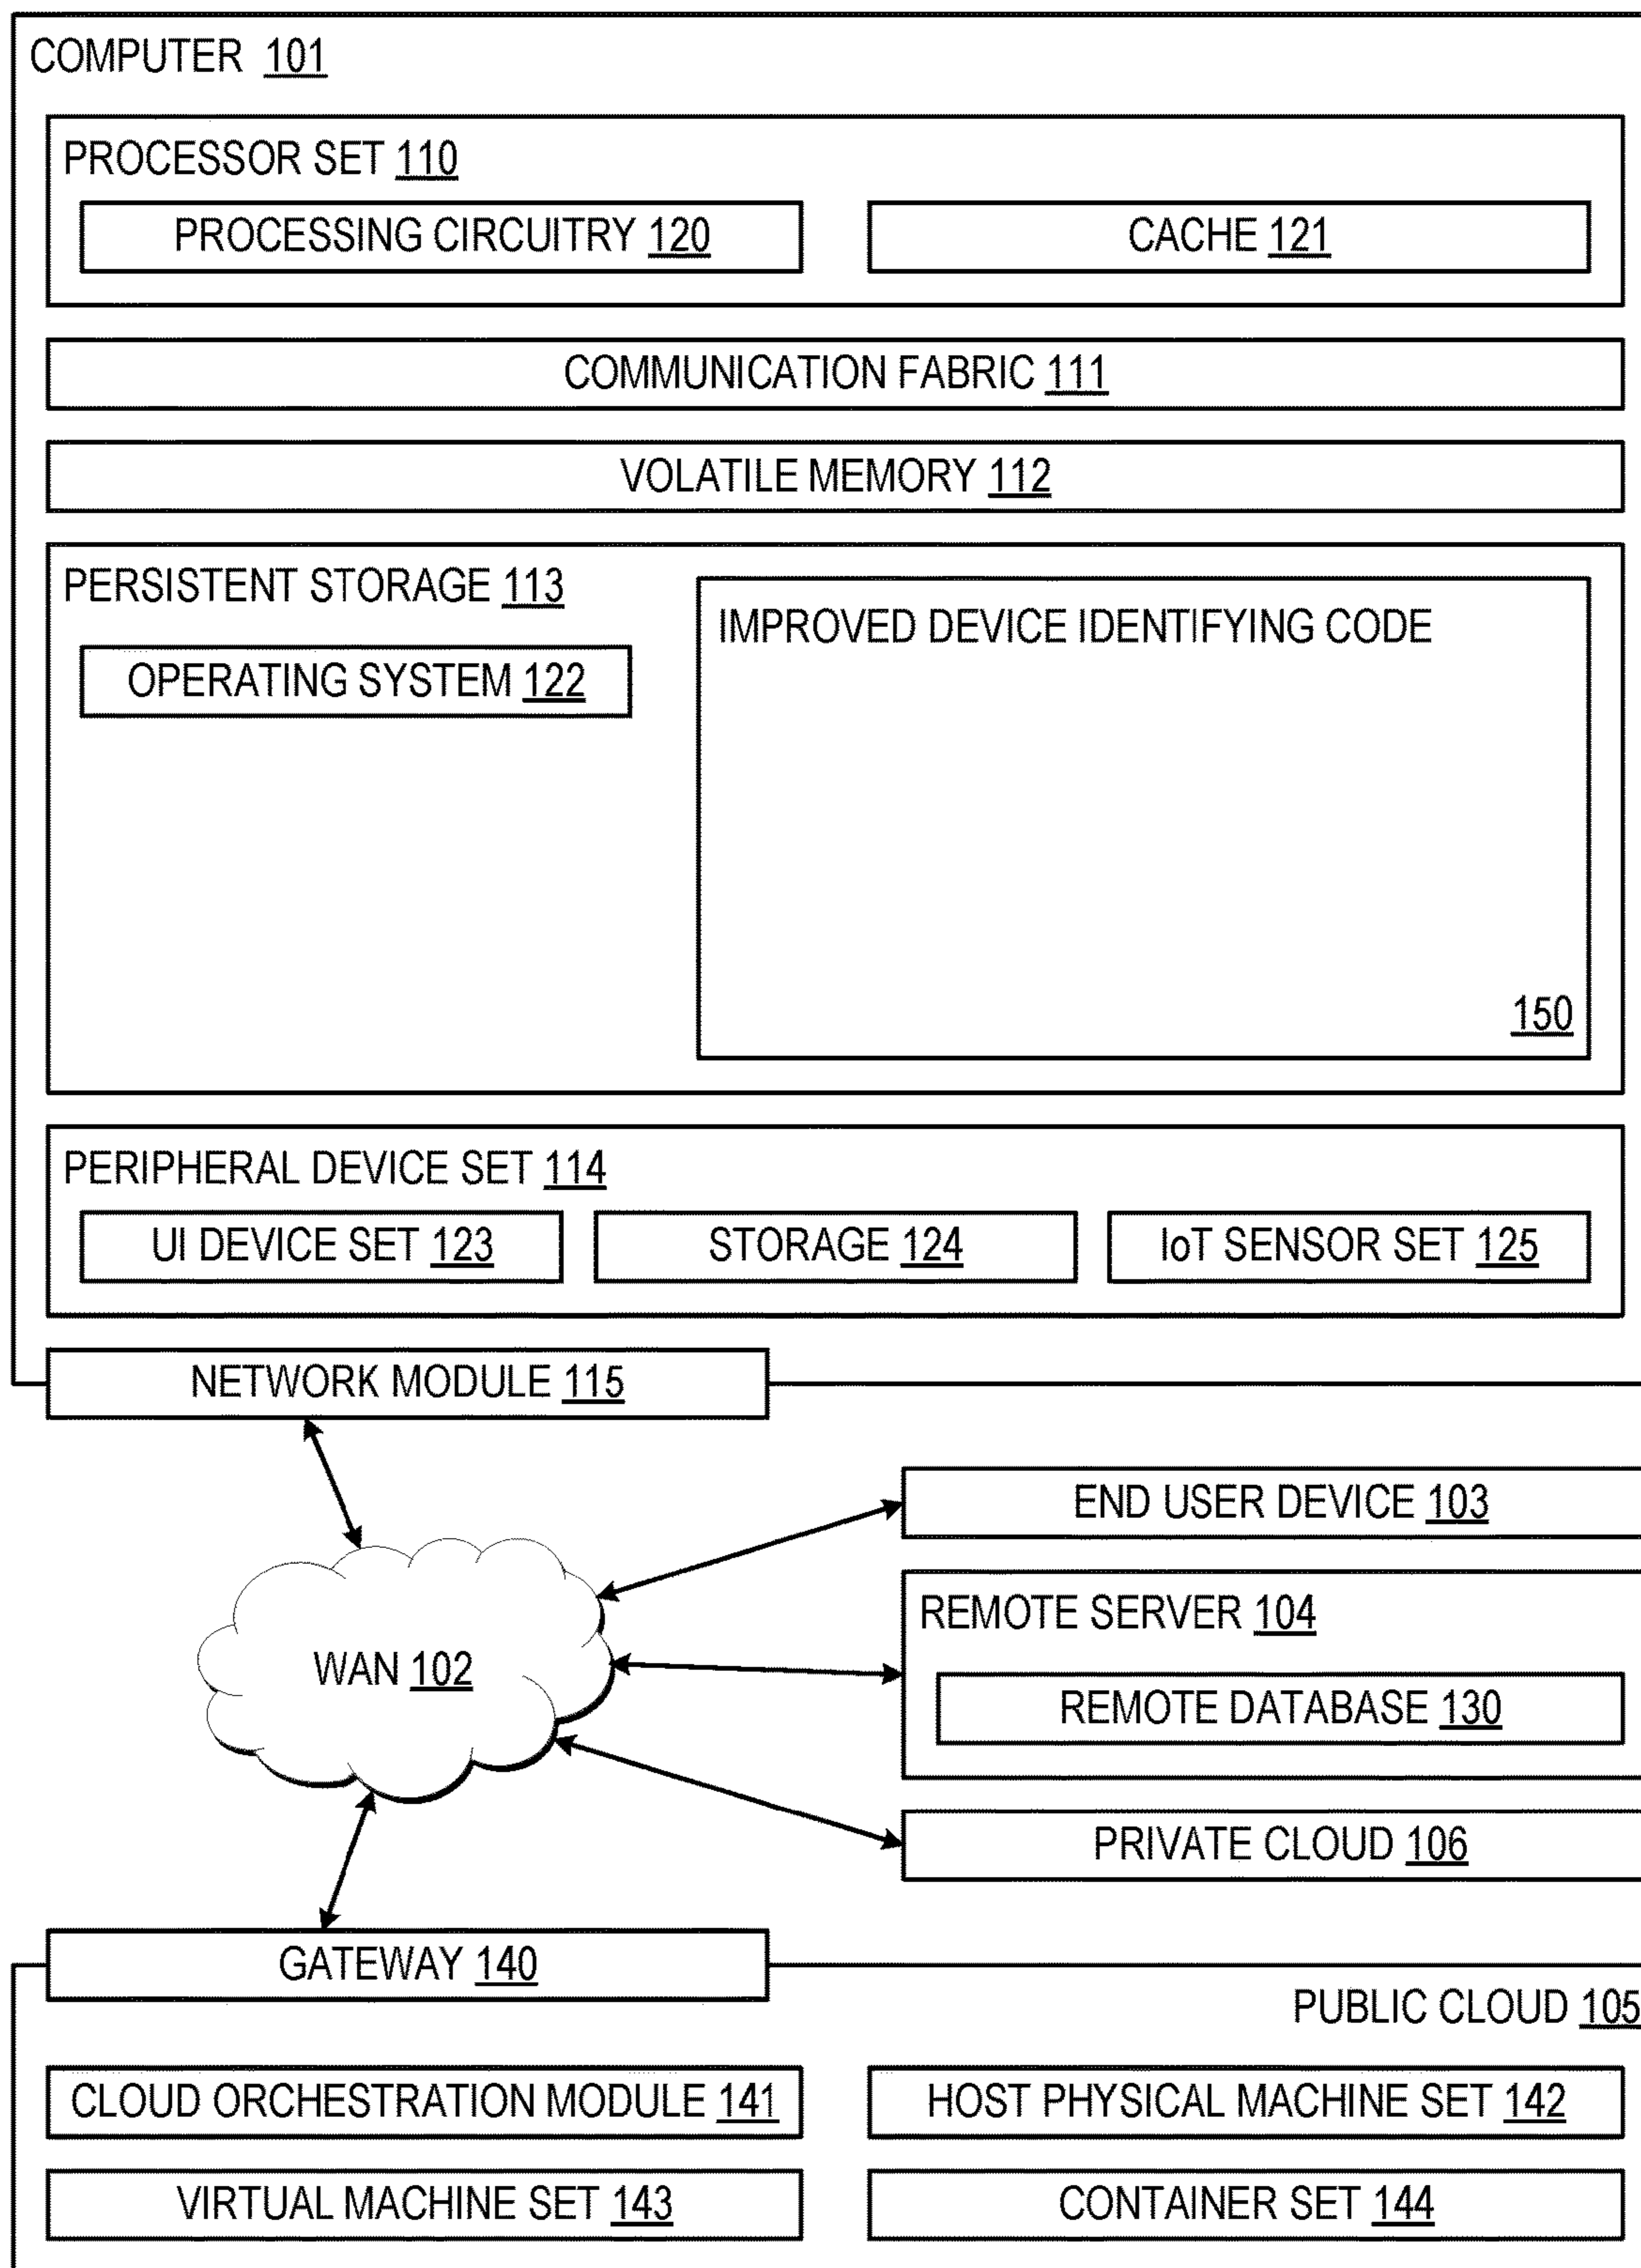 COMPUTER 101
PROCESSOR SET 110
PROCESSING CIRCUITRY 120
CACHE 121
COMMUNICATION FABRIC 111
VOLATILE MEMORY 112
PERSISTENT STORAGE 113
OPERATING SYSTEM 122
IMPROVED DEVICE IDENTIFYING CODE
150
PERIPHERAL DEVICE SET 114
UI DEVICE SET 123
STORAGE 124
IoT SENSOR SET 125
NETWORK MODULE 115
WAN 102
END USER DEVICE 103
REMOTE SERVER 104
REMOTE DATABASE 130
PRIVATE CLOUD 106
GATEWAY 140
PUBLIC CLOUD 105
CLOUD ORCHESTRATION MODULE 141
HOST PHYSICAL MACHINE SET 142
VIRTUAL MACHINE SET 143
CONTAINER SET 144